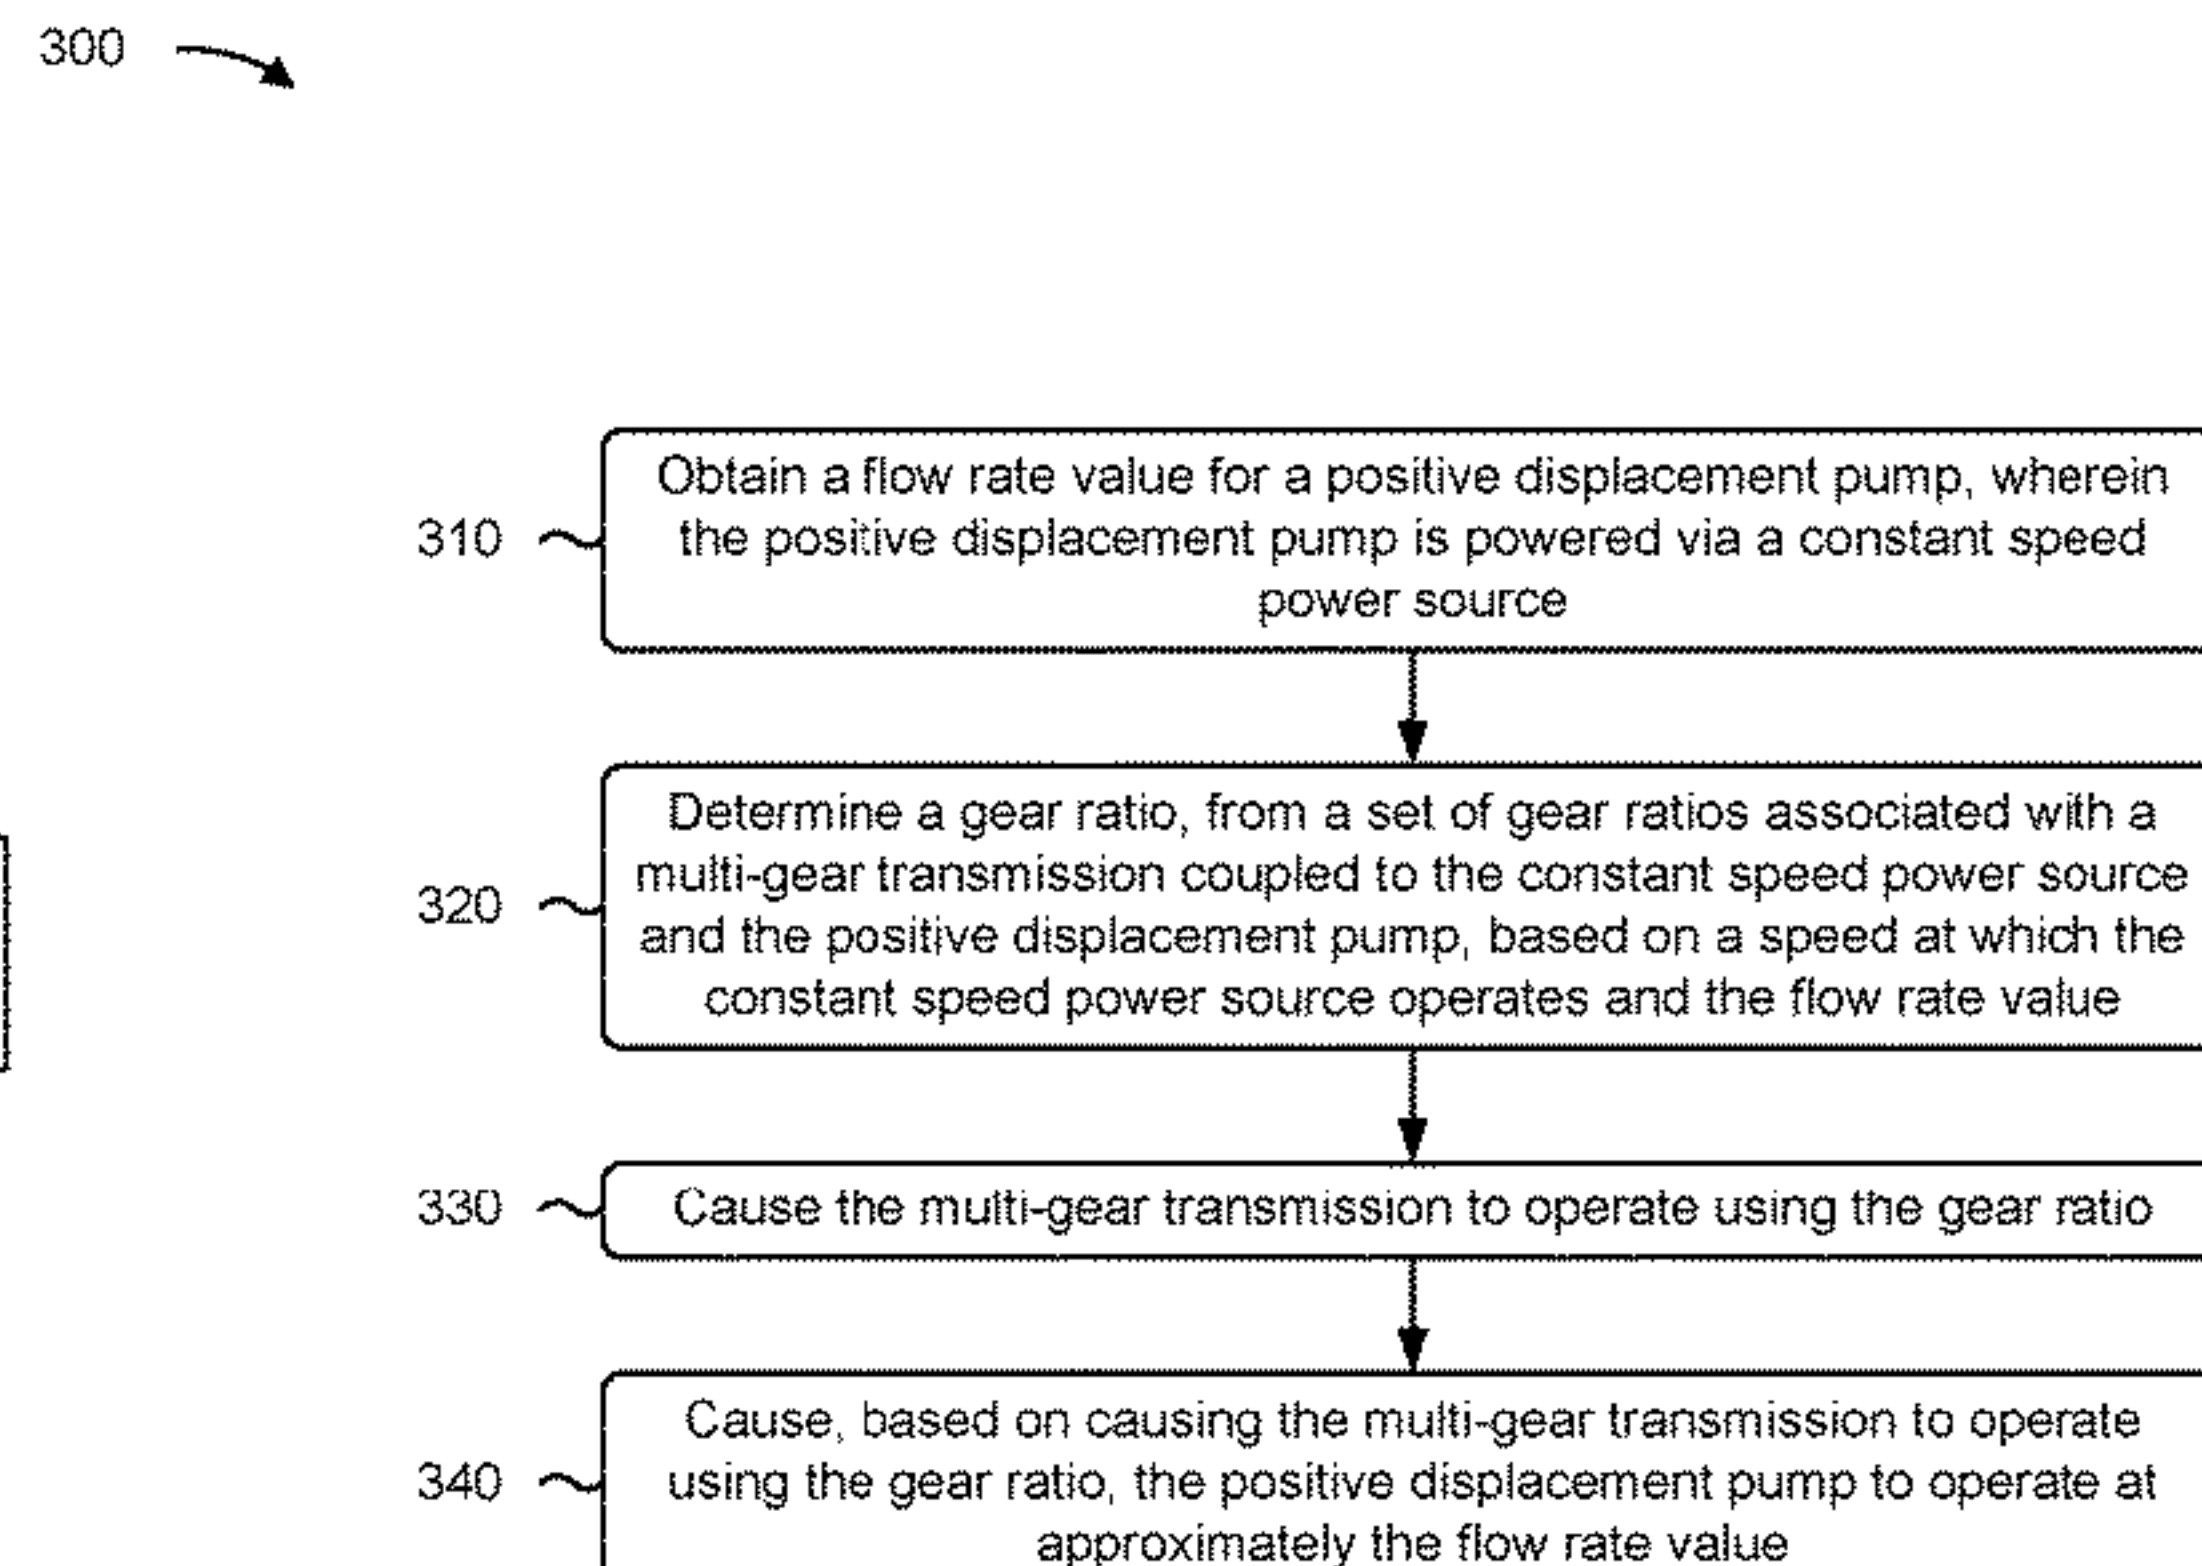 300
310
Obtain a flow rate value for a positive displacement pump, wherein
the positive displacement pump is powered via a constant speed
power source
320
Determine a gear ratio, from a set of gear ratios associated with a
multi-gear transmission coupled to the constant speed power source
and the positive displacement pump, based on a speed at which the
constant speed power source operates and the flow rate value
330
Cause the multi-gear transmission to operate using the gear ratio
340
Cause, based on causing the multi-gear transmission to operate
using the gear ratio, the positive displacement pump to operate at
approximately the flow rate value